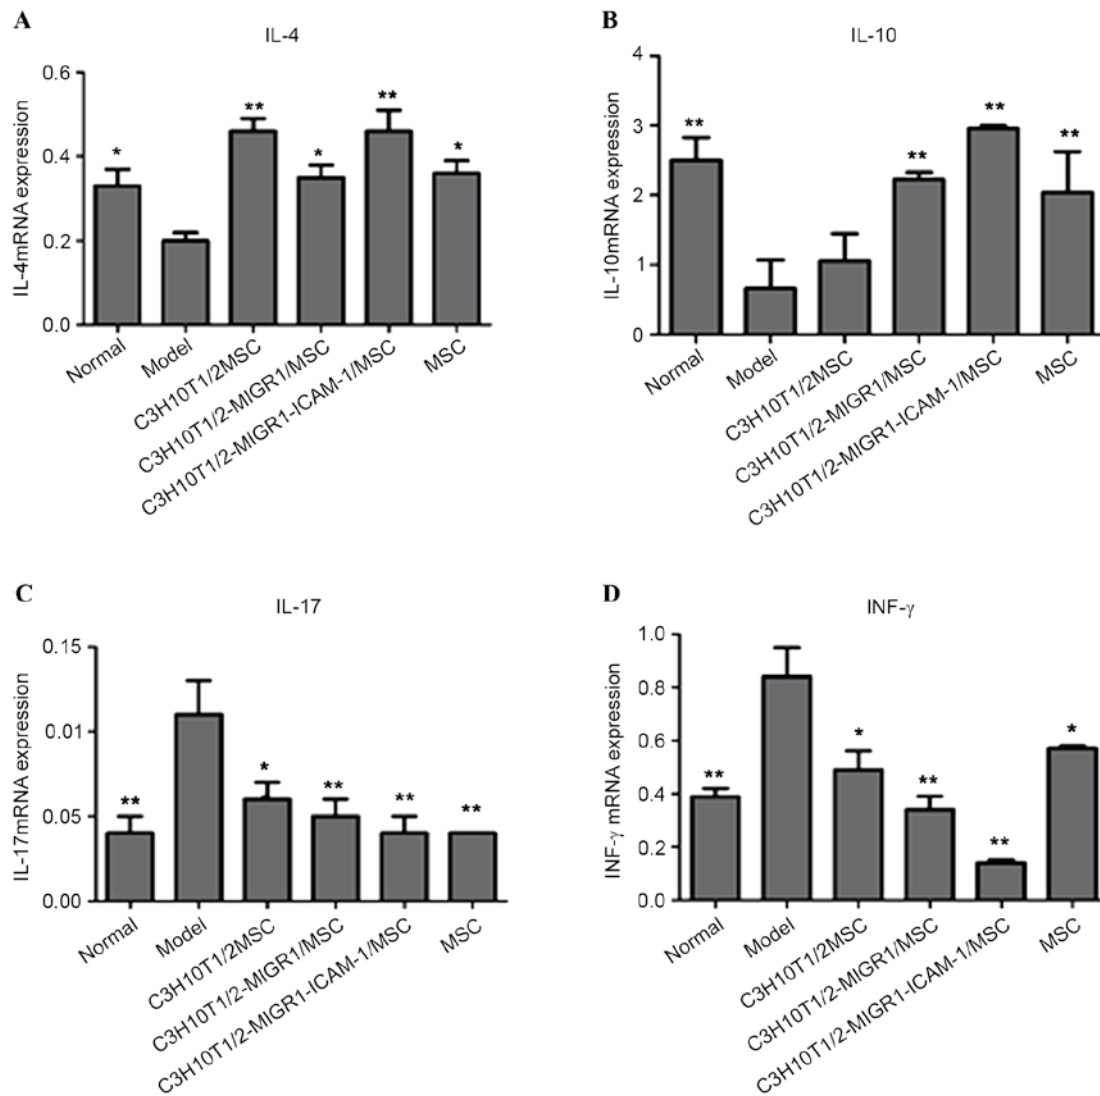 A
IL-4
IL-4mRNA expression
0.6
0.4
0.2
0.0
* ** * ** *
Normal
Model
C3H10T1/2MSC
C3H10T1/2-MIGR1/MSC
C3H10T1/2-MIGR1-ICAM-1/MSC
MSC
B
IL-10
IL-10mRNA expression
4
3
2
1
0
** ** ** **
Normal
Model
C3H10T1/2MSC
C3H10T1/2-MIGR1/MSC
C3H10T1/2-MIGR1-ICAM-1/MSC
MSC
C
IL-17
IL-17mRNA expression
0.15
0.01
0.05
0.00
** * ** ** **
Normal
Model
C3H10T1/2MSC
C3H10T1/2-MIGR1/MSC
C3H10T1/2-MIGR1-ICAM-1/MSC
MSC
D
INF-γ
INF-γ mRNA expression
1.0
0.8
0.6
0.4
0.2
0.0
** * ** ** *
Normal
Model
C3H10T1/2MSC
C3H10T1/2-MIGR1/MSC
C3H10T1/2-MIGR1-ICAM-1/MSC
MSC